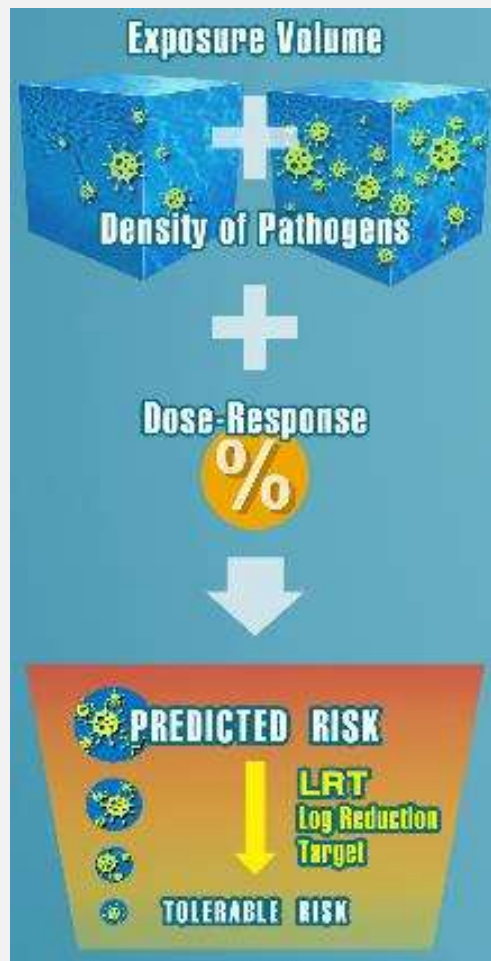 Exposure Volume
Density of Pathogens
Dose-Response
%
PREDICTED RISK
LRT
Log Reduction
Target
TOLERABLE RISK